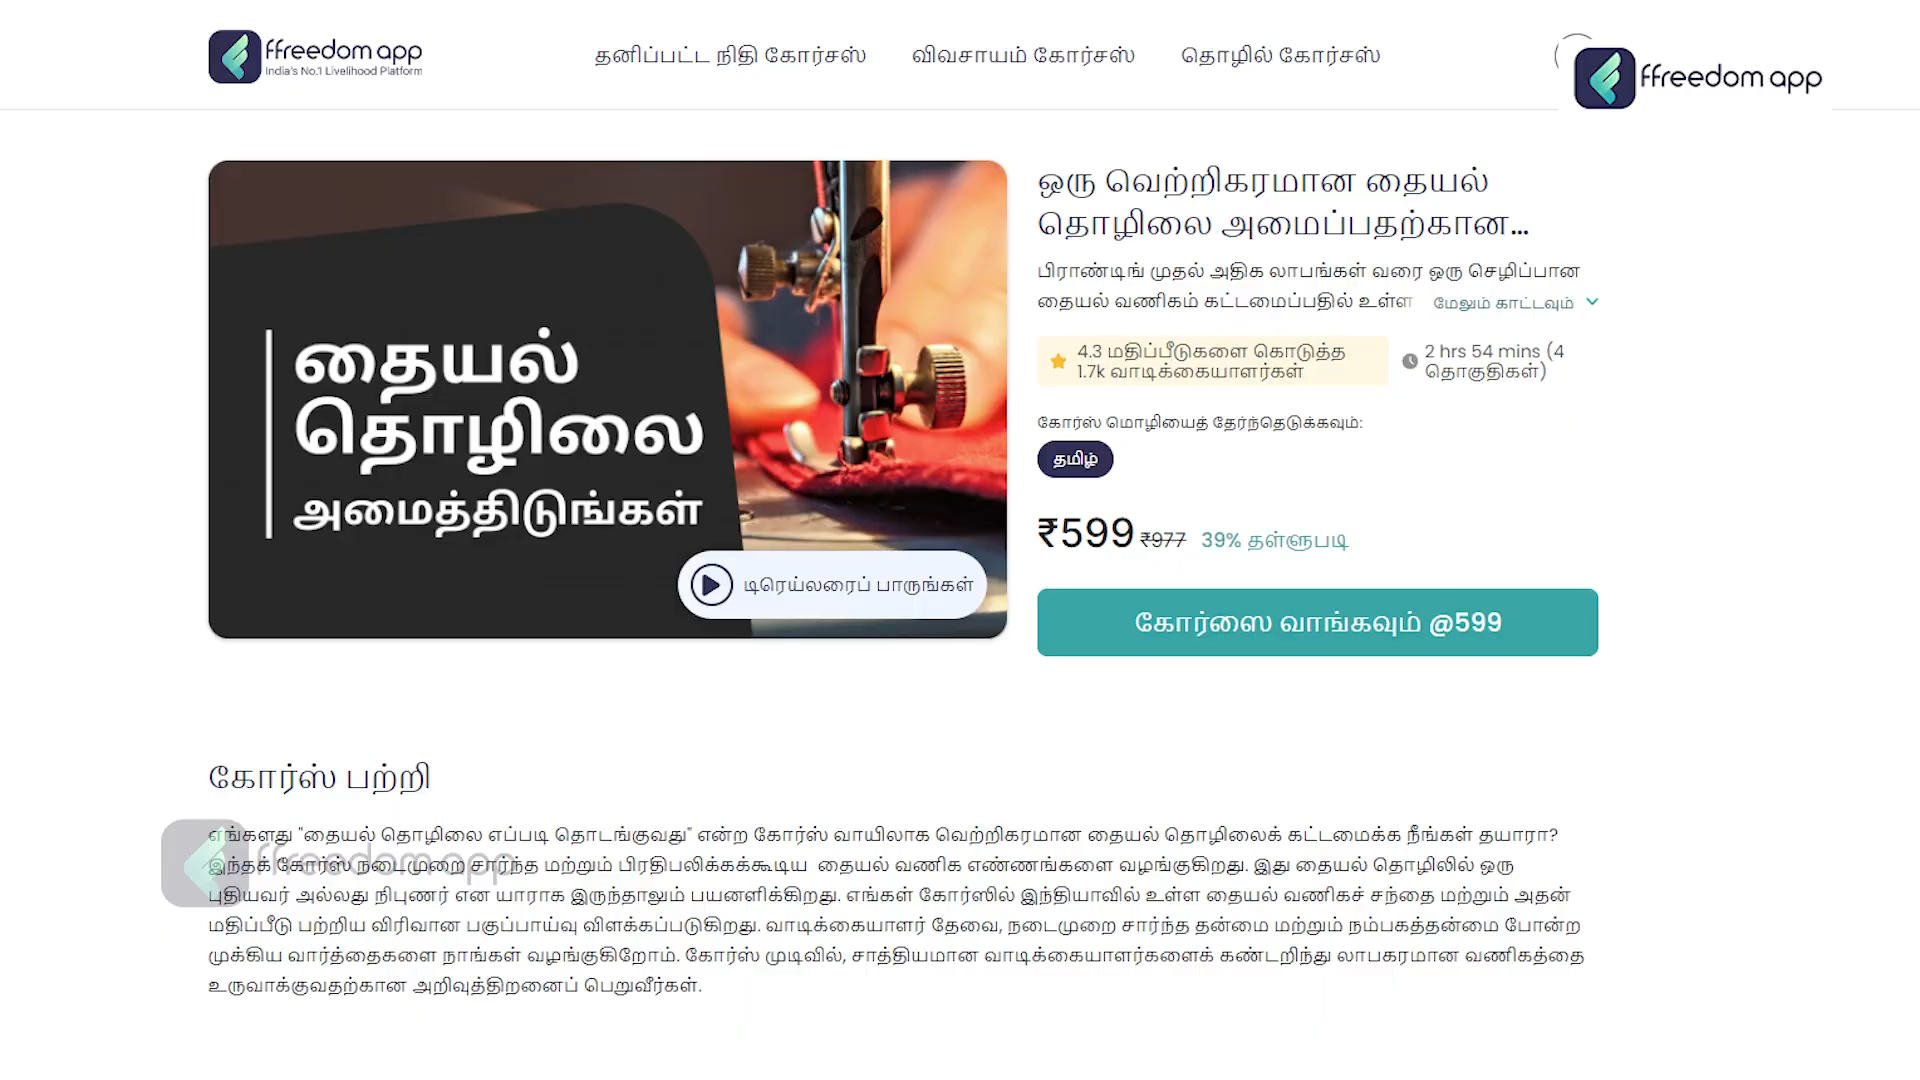 ffreedom app
India's No.1 Livelihood Platform
தனிப்பட்ட நிதி கோர்சஸ்
விவசாயம் கோர்சஸ்
தொழில் கோர்சஸ்
ffreedom app
தையல்
தொழிலை
அமைத்திடுங்கள்
டிரெய்லரைப் பாருங்கள்
ஒரு வெற்றிகரமான தையல்
தொழிலை அமைப்பதற்கான...
பிராண்டிங் முதல் அதிக லாபங்கள் வரை ஒரு செழிப்பான
தையல் வணிகம் கட்டமைப்பதில் உள்ள மேலும் காட்டவும்
4.3 மதிப்பீடுகளை கொடுத்த
1.7k வாடிக்கையாளர்கள்
2 hrs 54 mins (4
தொகுதிகள்)
கோர்ஸ் மொழியைத் தேர்ந்தெடுக்கவும்:
தமிழ்
₹599 ₹977 39% தள்ளுபடி
கோர்ஸை வாங்கவும் @599
கோர்ஸ் பற்றி
எங்களது "தையல் தொழிலை எப்படி தொடங்குவது" என்ற கோர்ஸ் வாயிலாக வெற்றிகரமான தையல் தொழிலைக் கட்டமைக்க நீங்கள் தயாரா?
இந்தக் கோர்ஸ் நடைமுறை சார்ந்த மற்றும் பிரதிபலிக்கக்கூடிய தையல் வணிக எண்ணங்களை வழங்குகிறது. இது தையல் தொழிலில் ஒரு
புதியவர் அல்லது நிபுணர் என யாராக இருந்தாலும் பயனளிக்கிறது. எங்கள் கோர்ஸில் இந்தியாவில் உள்ள தையல் வணிகச் சந்தை மற்றும் அதன்
மதிப்பீடு பற்றிய விரிவான பகுப்பாய்வு விளக்கப்படுகிறது. வாடிக்கையாளர் தேவை, நடைமுறை சார்ந்த தன்மை மற்றும் நம்பகத்தன்மை போன்ற
முக்கிய வார்த்தைகளை நாங்கள் வழங்குகிறோம். கோர்ஸ் முடிவில், சாத்தியமான வாடிக்கையாளர்களைக் கண்டறிந்து லாபகரமான வணிகத்தை
உருவாக்குவதற்கான அறிவுத்திறனைப் பெறுவீர்கள்.
ffreedom app